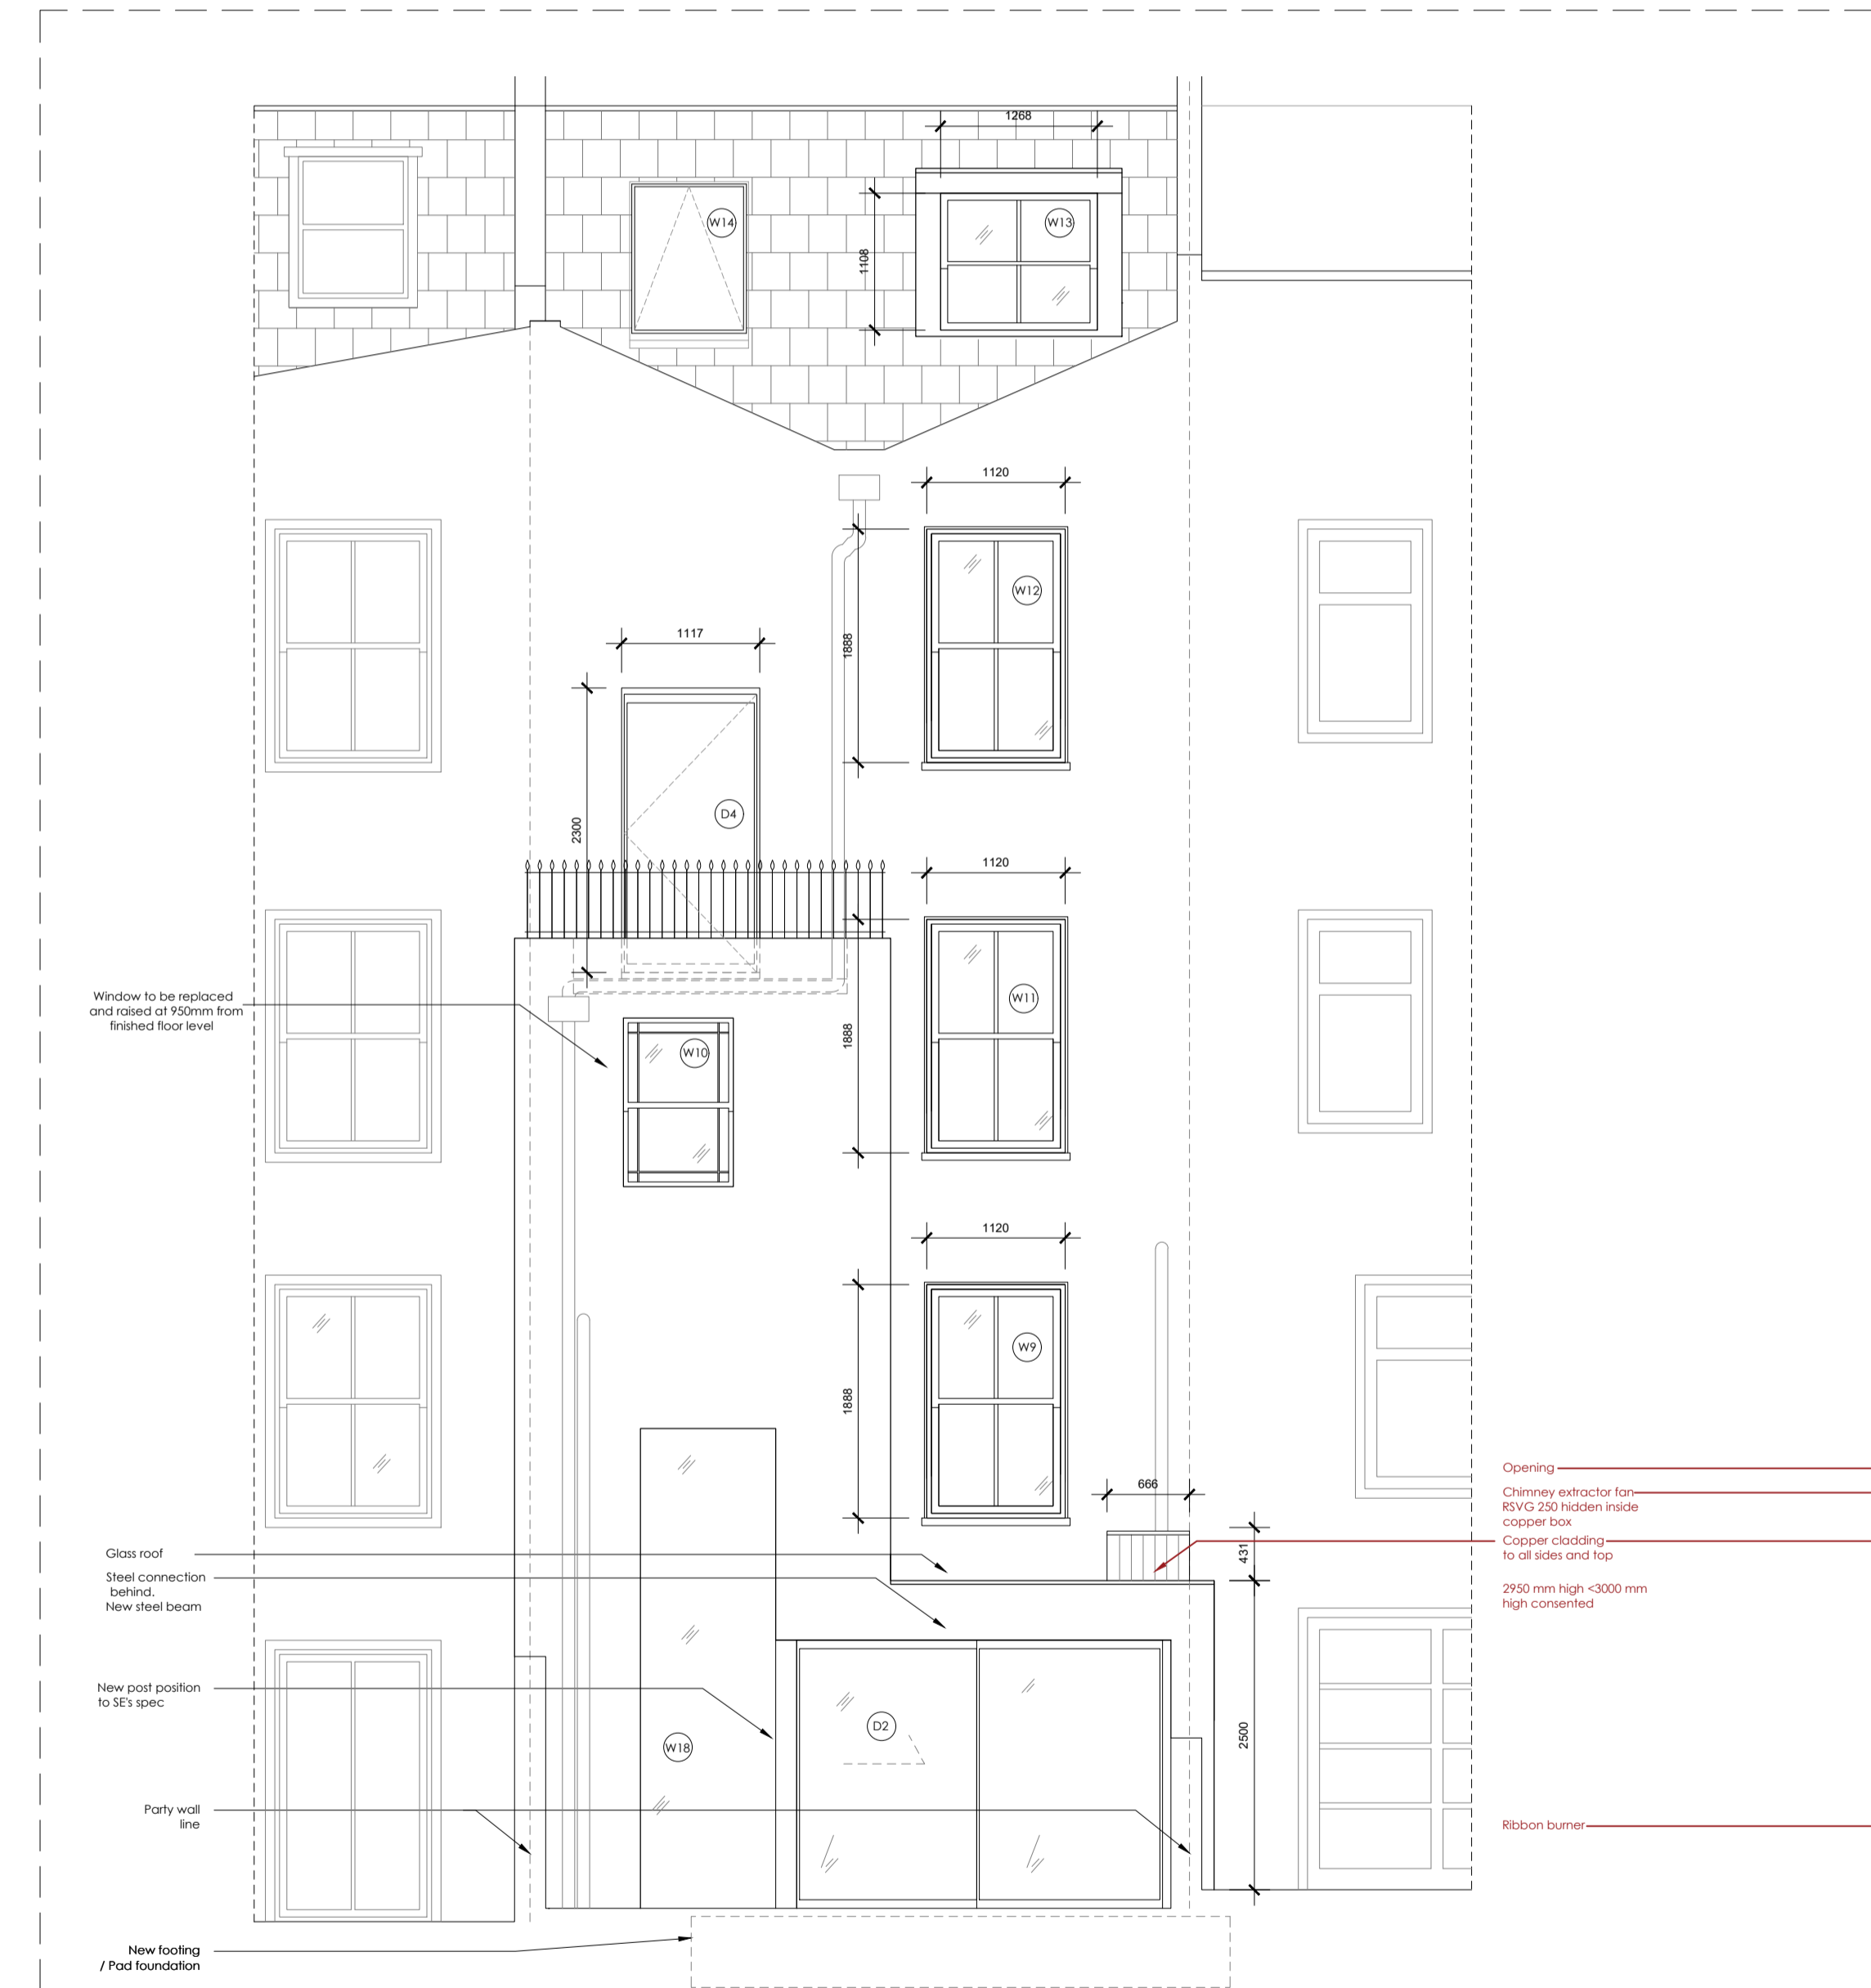 1268
W14
W13
1108
1120
W12
1888
1117
D4
2300
1120
Window to be replaced
and raised at 950mm from
finished floor level
W11
W10
1888
1120
W9
1888
666
Opening
Chimney extractor fan
RSVG 250 hidden inside
copper box
Copper cladding
to all sides and top
2950 mm high <3000 mm
high consented
431
Glass roof
Steel connection
behind.
New steel beam
New post position
to SE's spec
W18
D2
2500
Party wall
line
Ribbon burner
New footing
/ Pad foundation